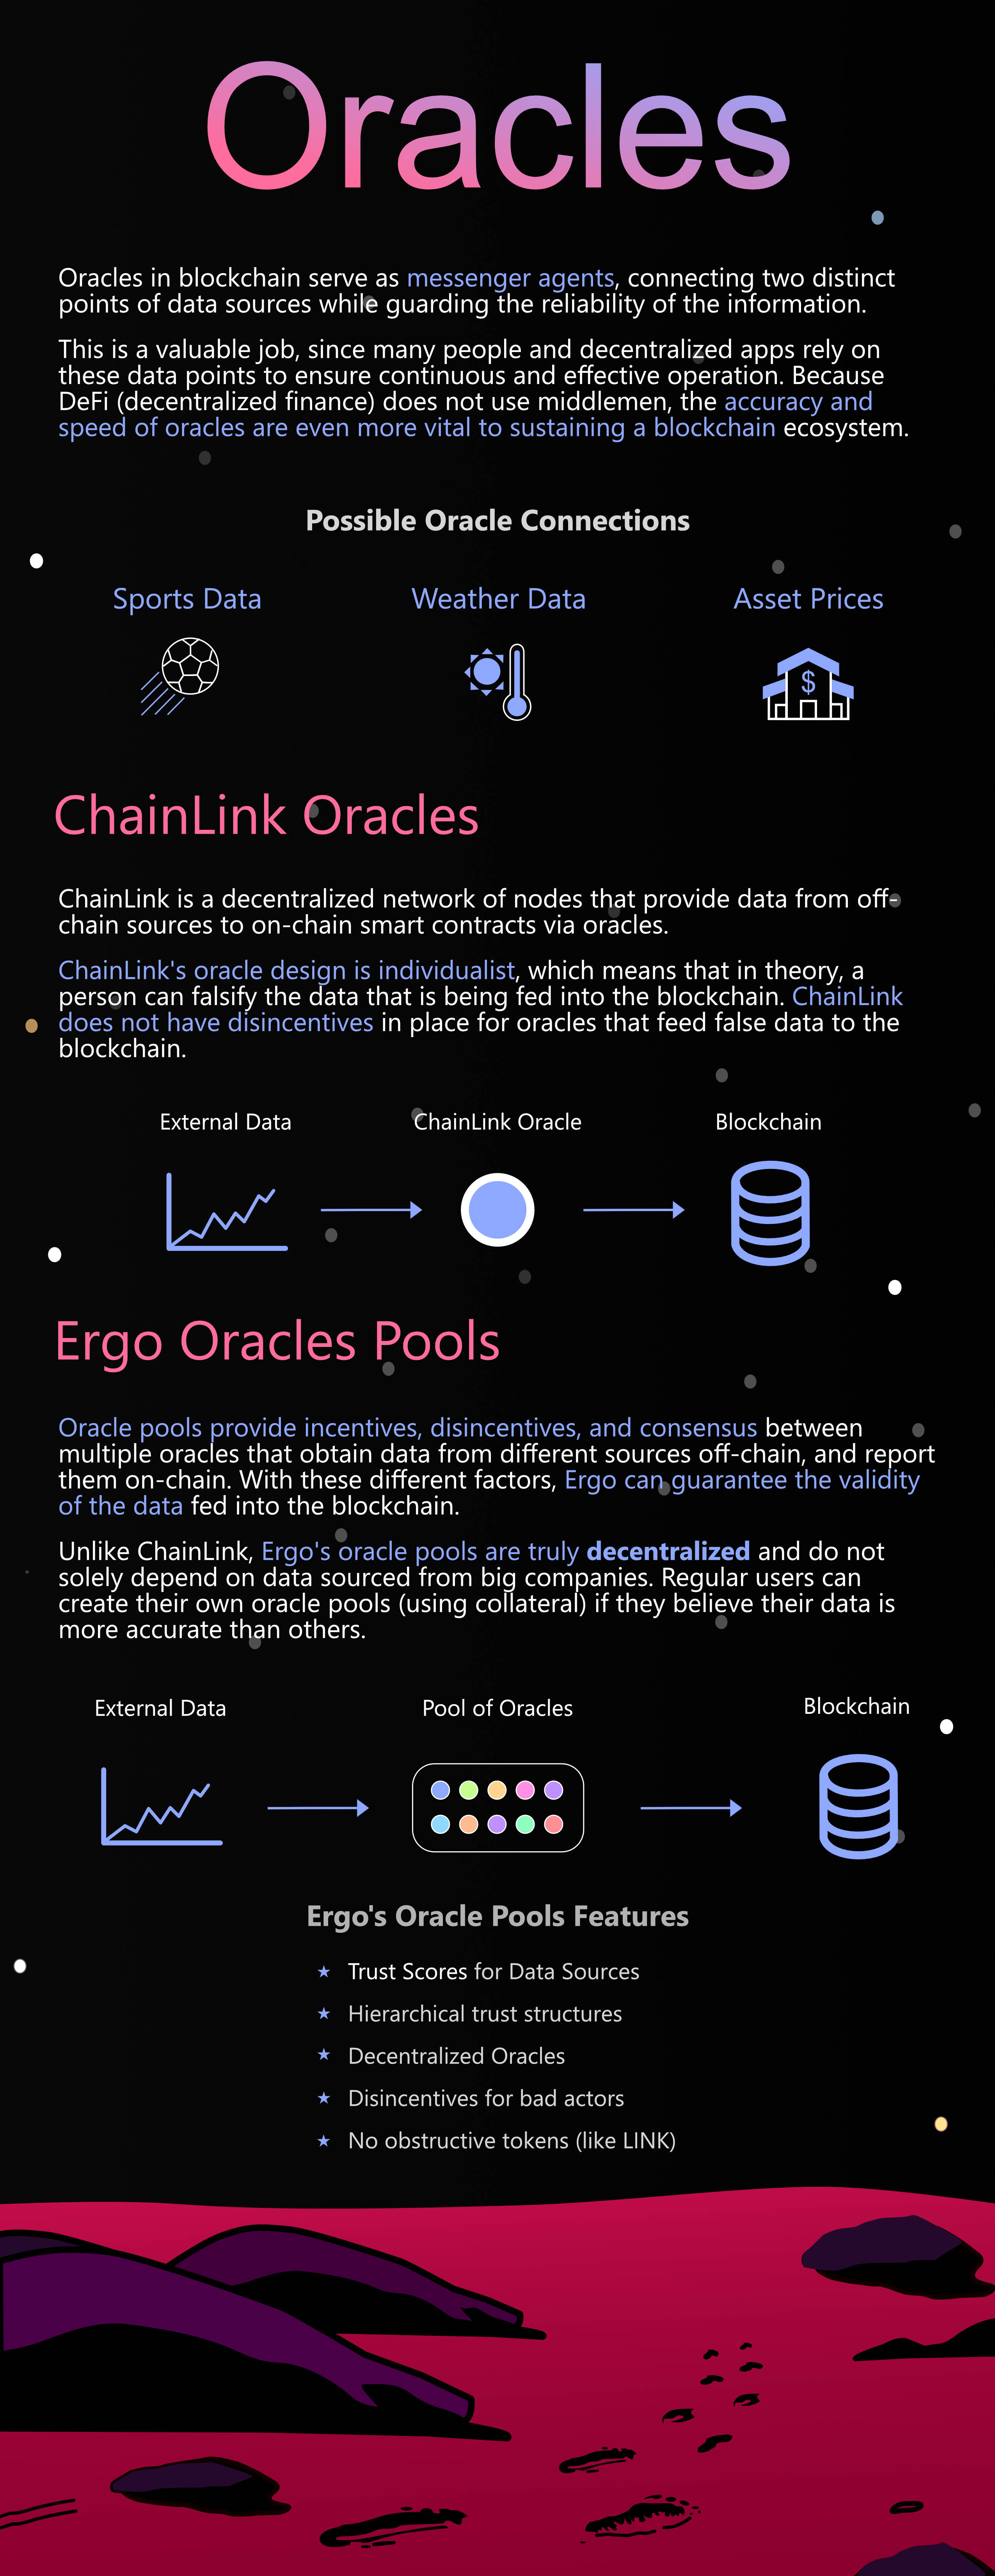 Oracles
Oracles in blockchain serve as messenger agents, connecting two distinct
points of data sources while guarding the reliability of the information.
This is a valuable job, since many people and decentralized apps rely on
these data points to ensure continuous and effective operation. Because
DeFi (decentralized finance) does not use middlemen, the accuracy and
speed of oracles are even more vital to sustaining a blockchain ecosystem.
Possible Oracle Connections
Sports Data
Weather Data
Asset Prices
$
ChainLink Oracles
ChainLink is a decentralized network of nodes that provide data from off-
chain sources to on-chain smart contracts via oracles.
ChainLink's oracle design is individualist, which means that in theory, a
person can falsify the data that is being fed into the blockchain. ChainLink
does not have disincentives in place for oracles that feed false data to the
blockchain.
External Data
ChainLink Oracle
Blockchain
Ergo Oracles Pools
Oracle pools provide incentives, disincentives, and consensus between
multiple oracles that obtain data from different sources off-chain, and report
them on-chain. With these different factors, Ergo can guarantee the validity
of the data fed into the blockchain.
Unlike ChainLink, Ergo's oracle pools are truly decentralized and do not
solely depend on data sourced from big companies. Regular users can
create their own oracle pools (using collateral) if they believe their data is
more accurate than others.
External Data
Pool of Oracles
Blockchain
Ergo's Oracle Pools Features
Trust Scores for Data Sources
Hierarchical trust structures
Decentralized Oracles
Disincentives for bad actors
No obstructive tokens (like LINK)